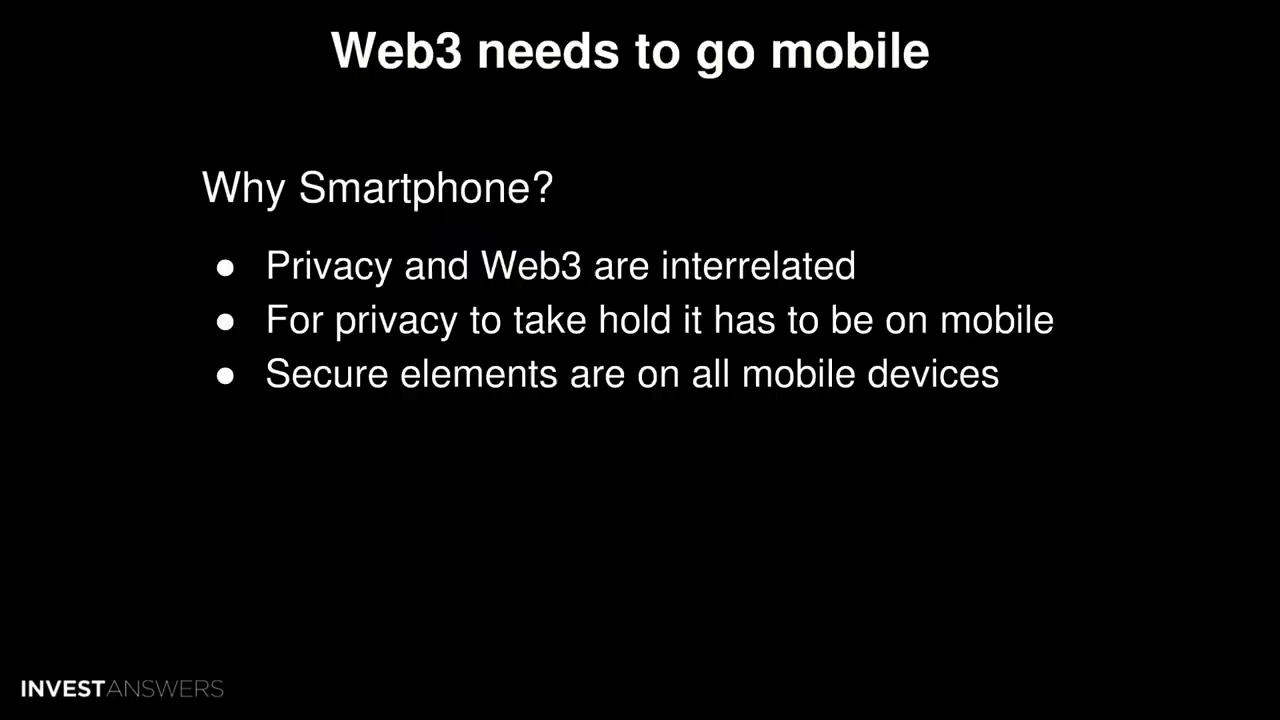 Web3 needs to go mobile
Why Smartphone?
● Privacy and Web3 are interrelated
● For privacy to take hold it has to be on mobile
● Secure elements are on all mobile devices
INVESTANSWERS